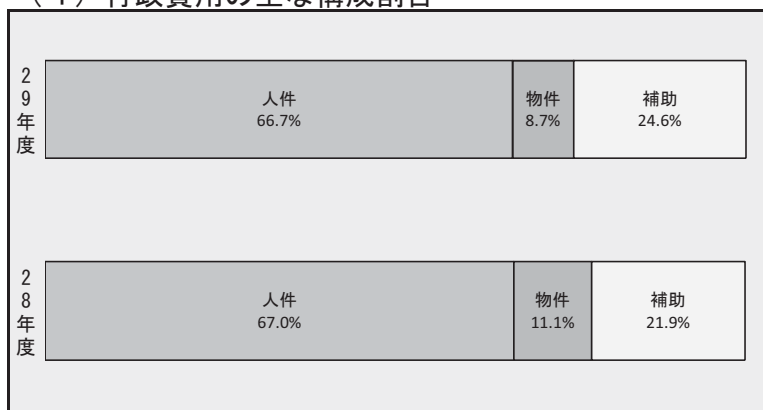 29年度
人件
66.7%
物件
8.7%
補助
24.6%
28年度
人件
67.0%
物件
11.1%
補助
21.9%